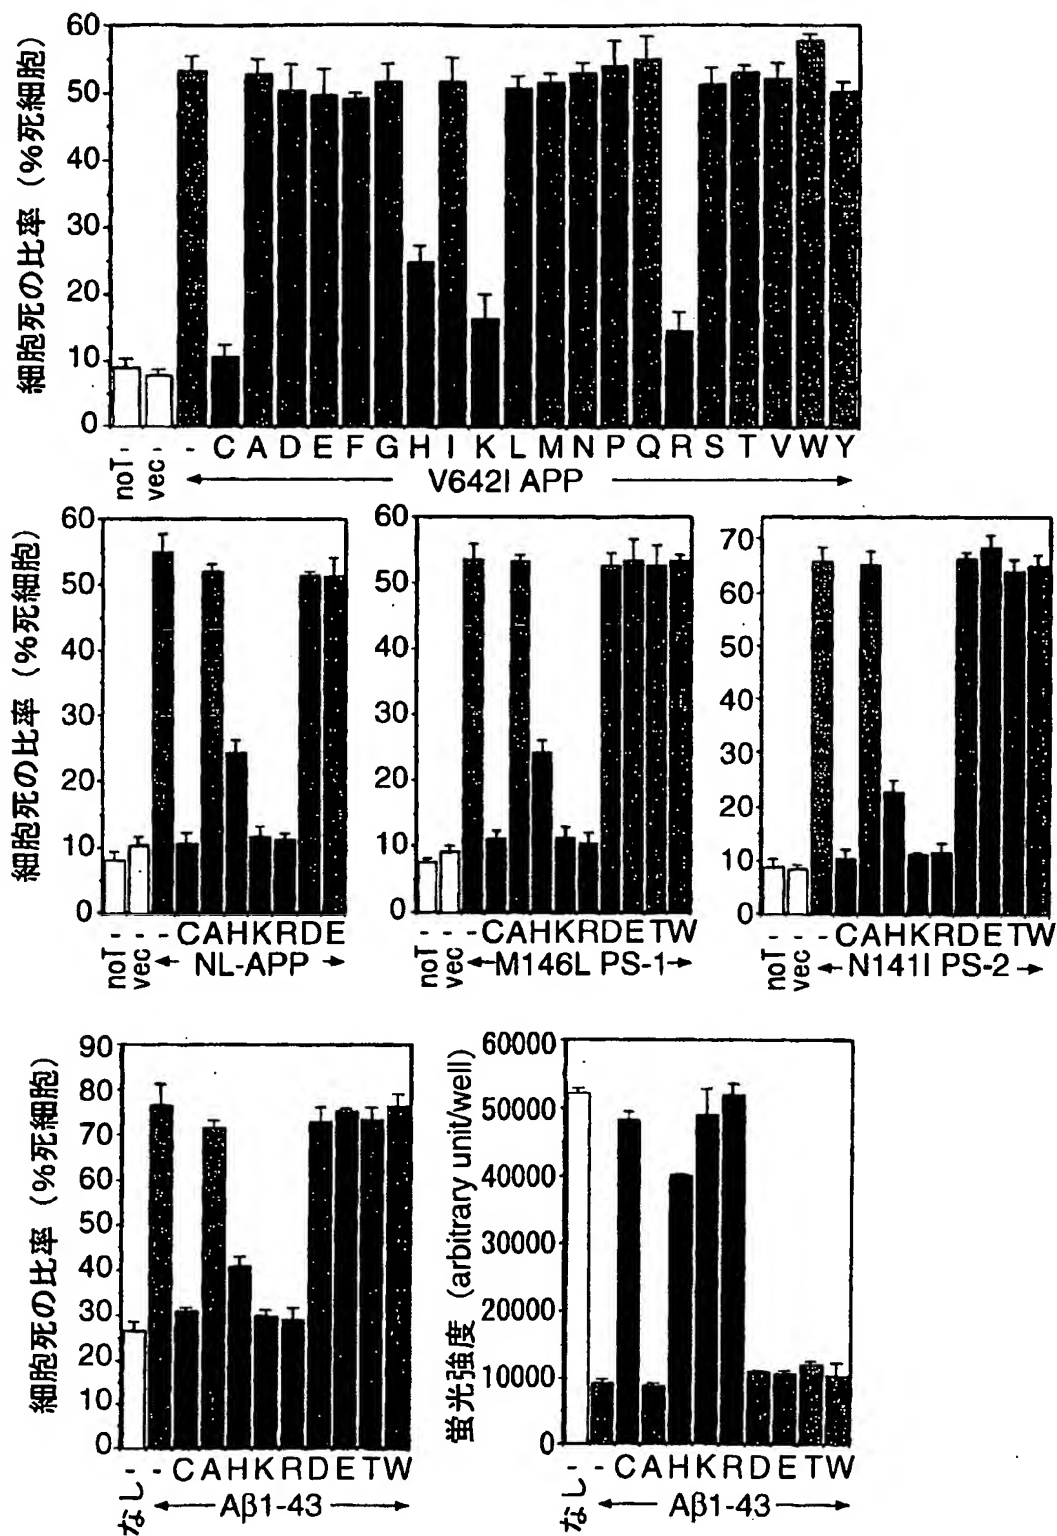 細胞死の比率 (%死細胞)
60
50
40
30
20
10
0
noT -
vec -
- C A D E F G H I K L M N P Q R S T V W Y
V642I APP
細胞死の比率 (%死細胞)
60
50
40
30
20
10
0
- - - C A H K R D E
noT
vec
NL-APP
60
50
40
30
20
10
0
- - - C A H K R D E T W
noT
vec
M146L PS-1
70
60
50
40
30
20
10
0
- - - C A H K R D E T W
noT
vec
N141I PS-2
細胞死の比率 (%死細胞)
90
80
70
60
50
40
30
20
10
0
- - C A H K R D E T W
なし
Aβ1-43
蛍光強度 (arbitrary unit/well)
60000
50000
40000
30000
20000
10000
0
- - C A H K R D E T W
なし
Aβ1-43